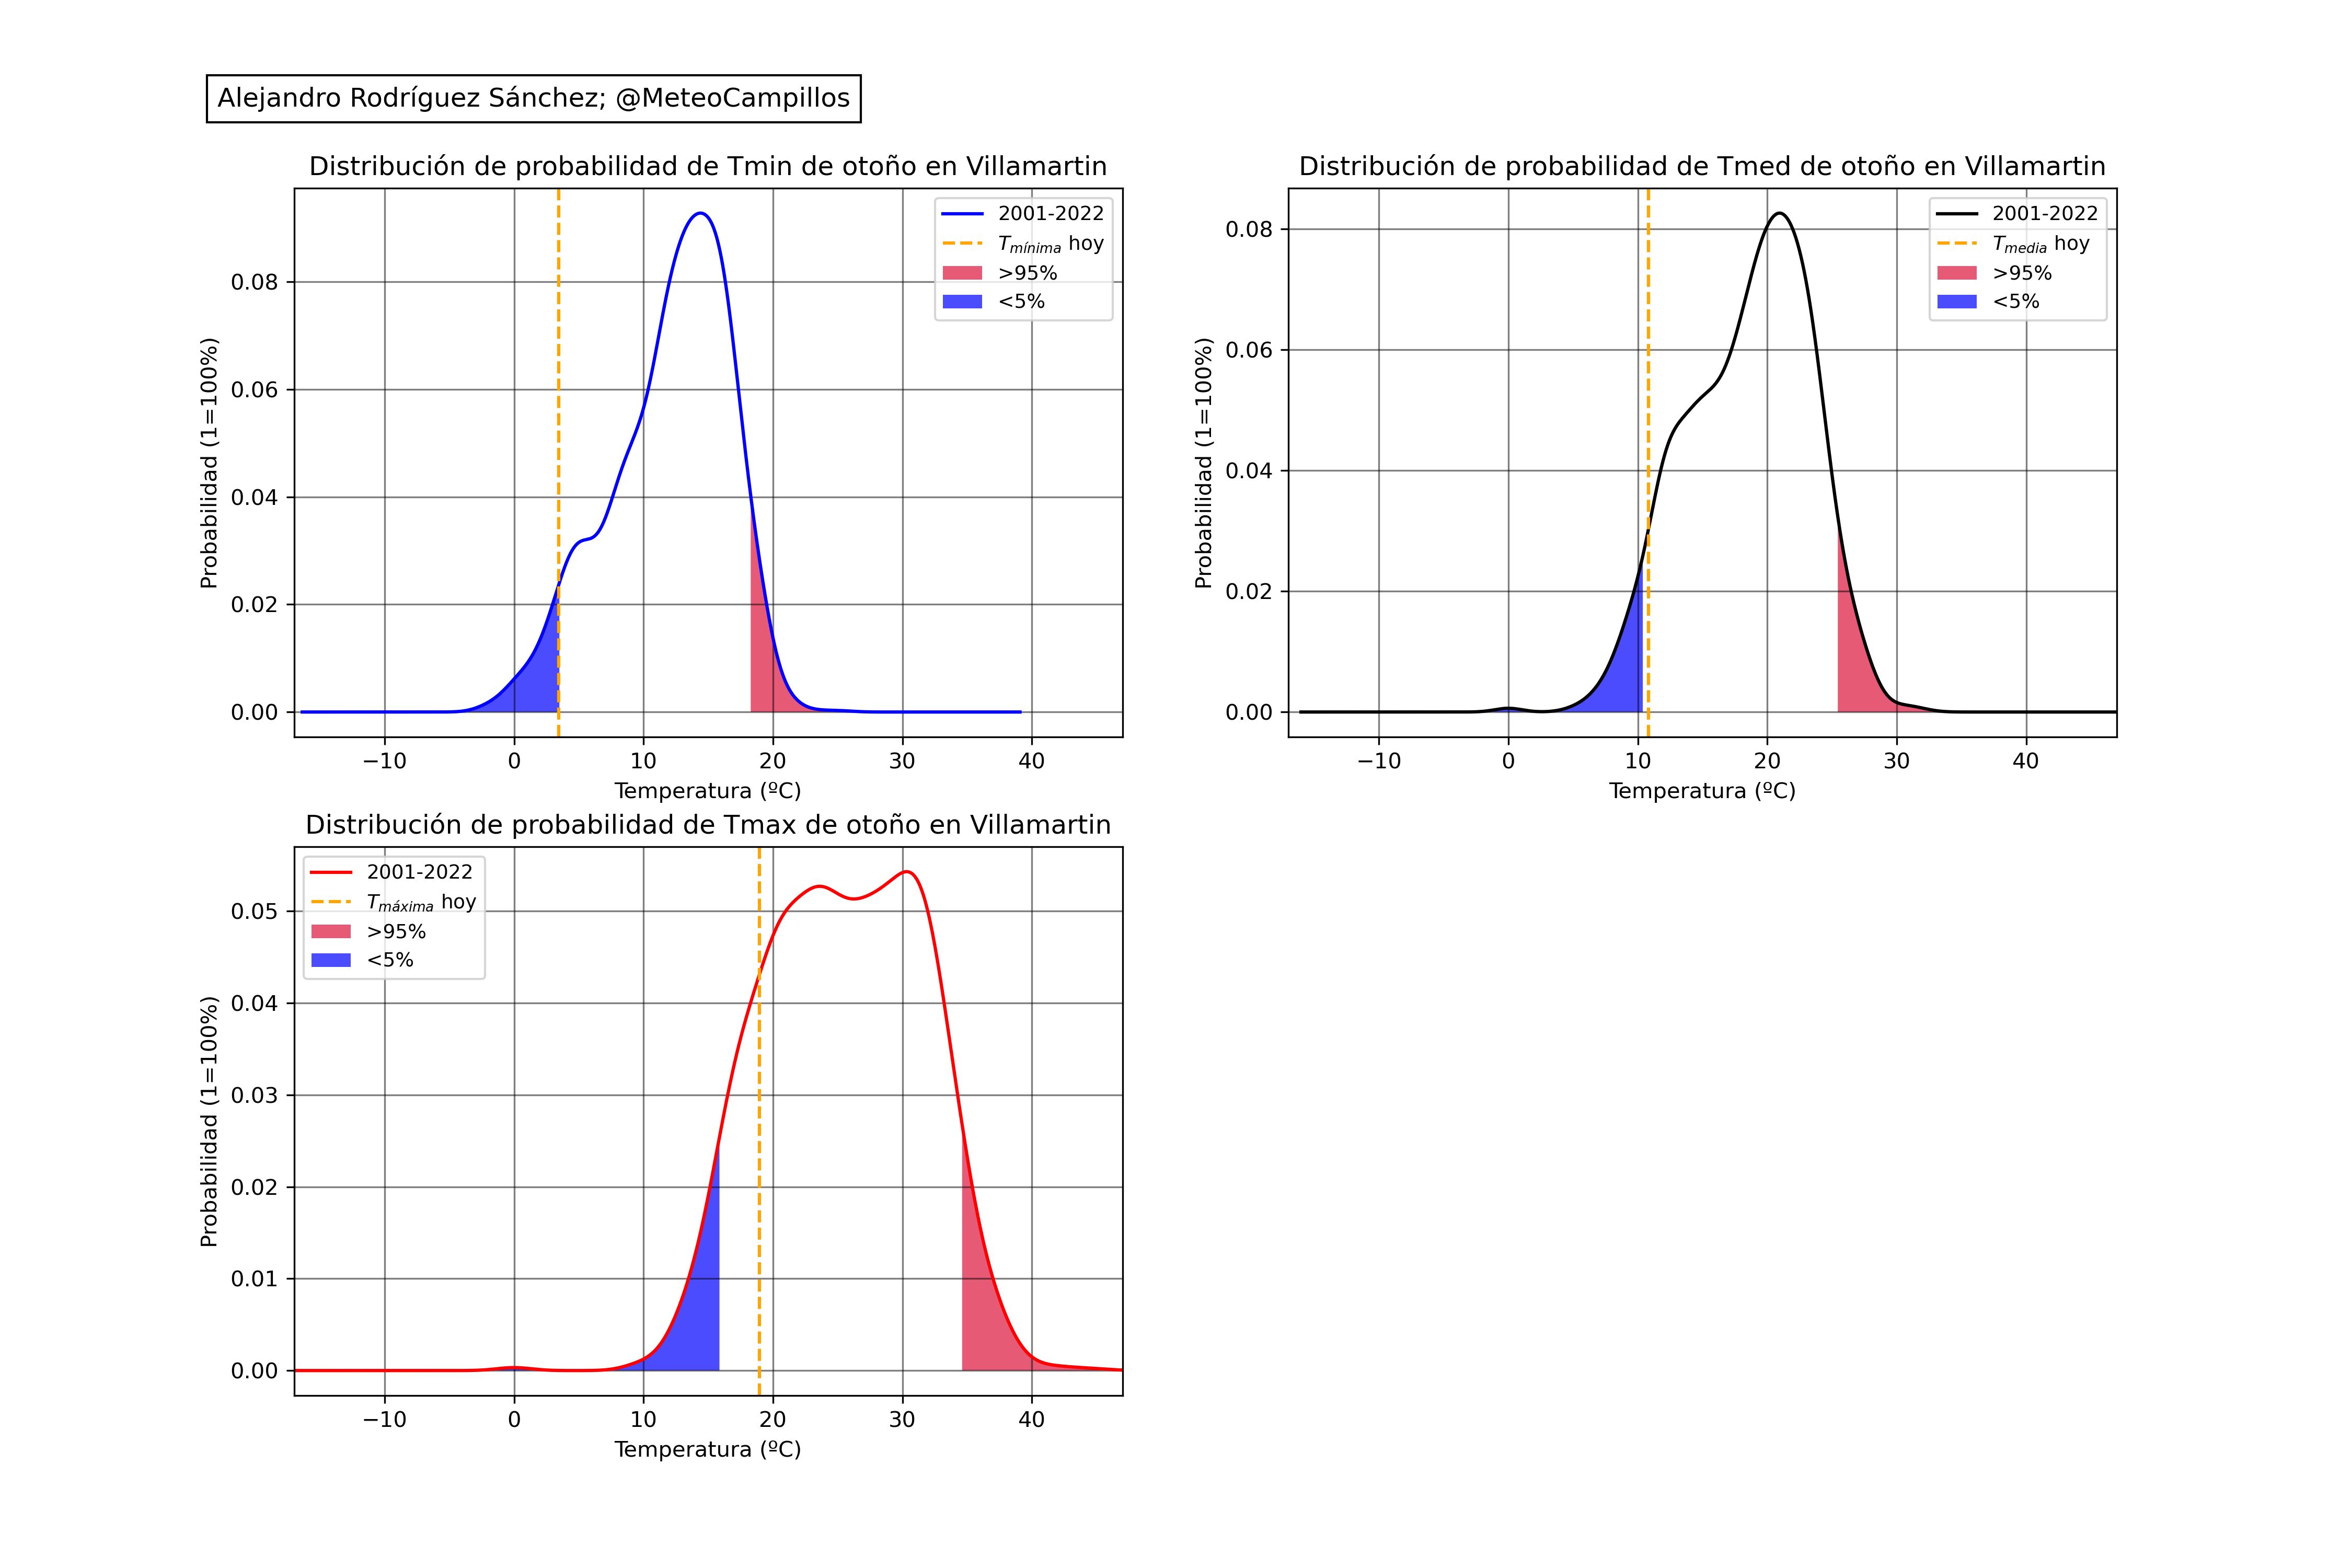 Alejandro Rodríguez Sánchez; @MeteoCampillos
Distribución de probabilidad de Tmin de otoño en Villamartin
2001-2022
Tmínima hoy
>95%
<5%
0.08
0.06
0.04
0.02
0.00
Probabilidad (1=100%)
−10 0 10 20 30 40
Temperatura (ºC)
Distribución de probabilidad de Tmed de otoño en Villamartin
2001-2022
Tmedia hoy
>95%
<5%
0.08
0.06
0.04
0.02
0.00
Probabilidad (1=100%)
−10 0 10 20 30 40
Temperatura (ºC)
Distribución de probabilidad de Tmax de otoño en Villamartin
2001-2022
Tmáxima hoy
>95%
<5%
0.05
0.04
0.03
0.02
0.01
0.00
Probabilidad (1=100%)
−10 0 10 20 30 40
Temperatura (ºC)